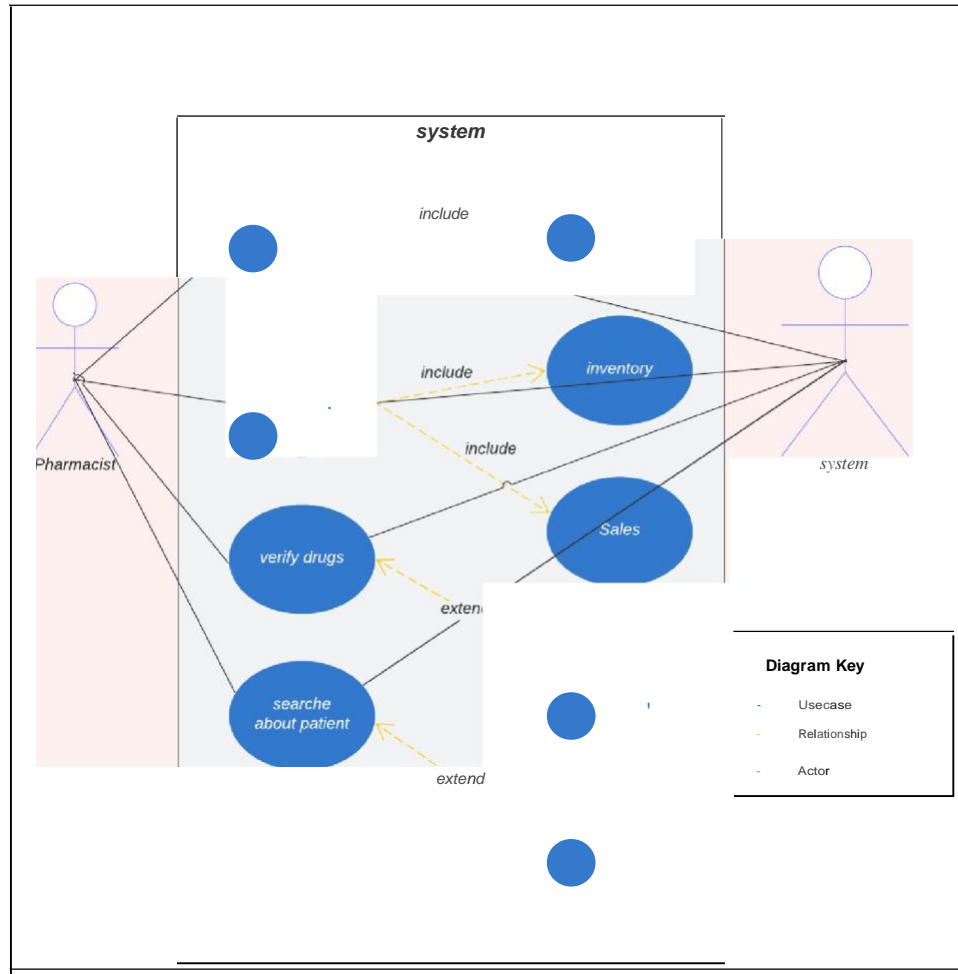 system
include
include
inventory
include
Pharmacist
system
Sales
verify drugs
extend
searche
about patient
extend
Diagram Key
- Usecase
- Relationship
- Actor